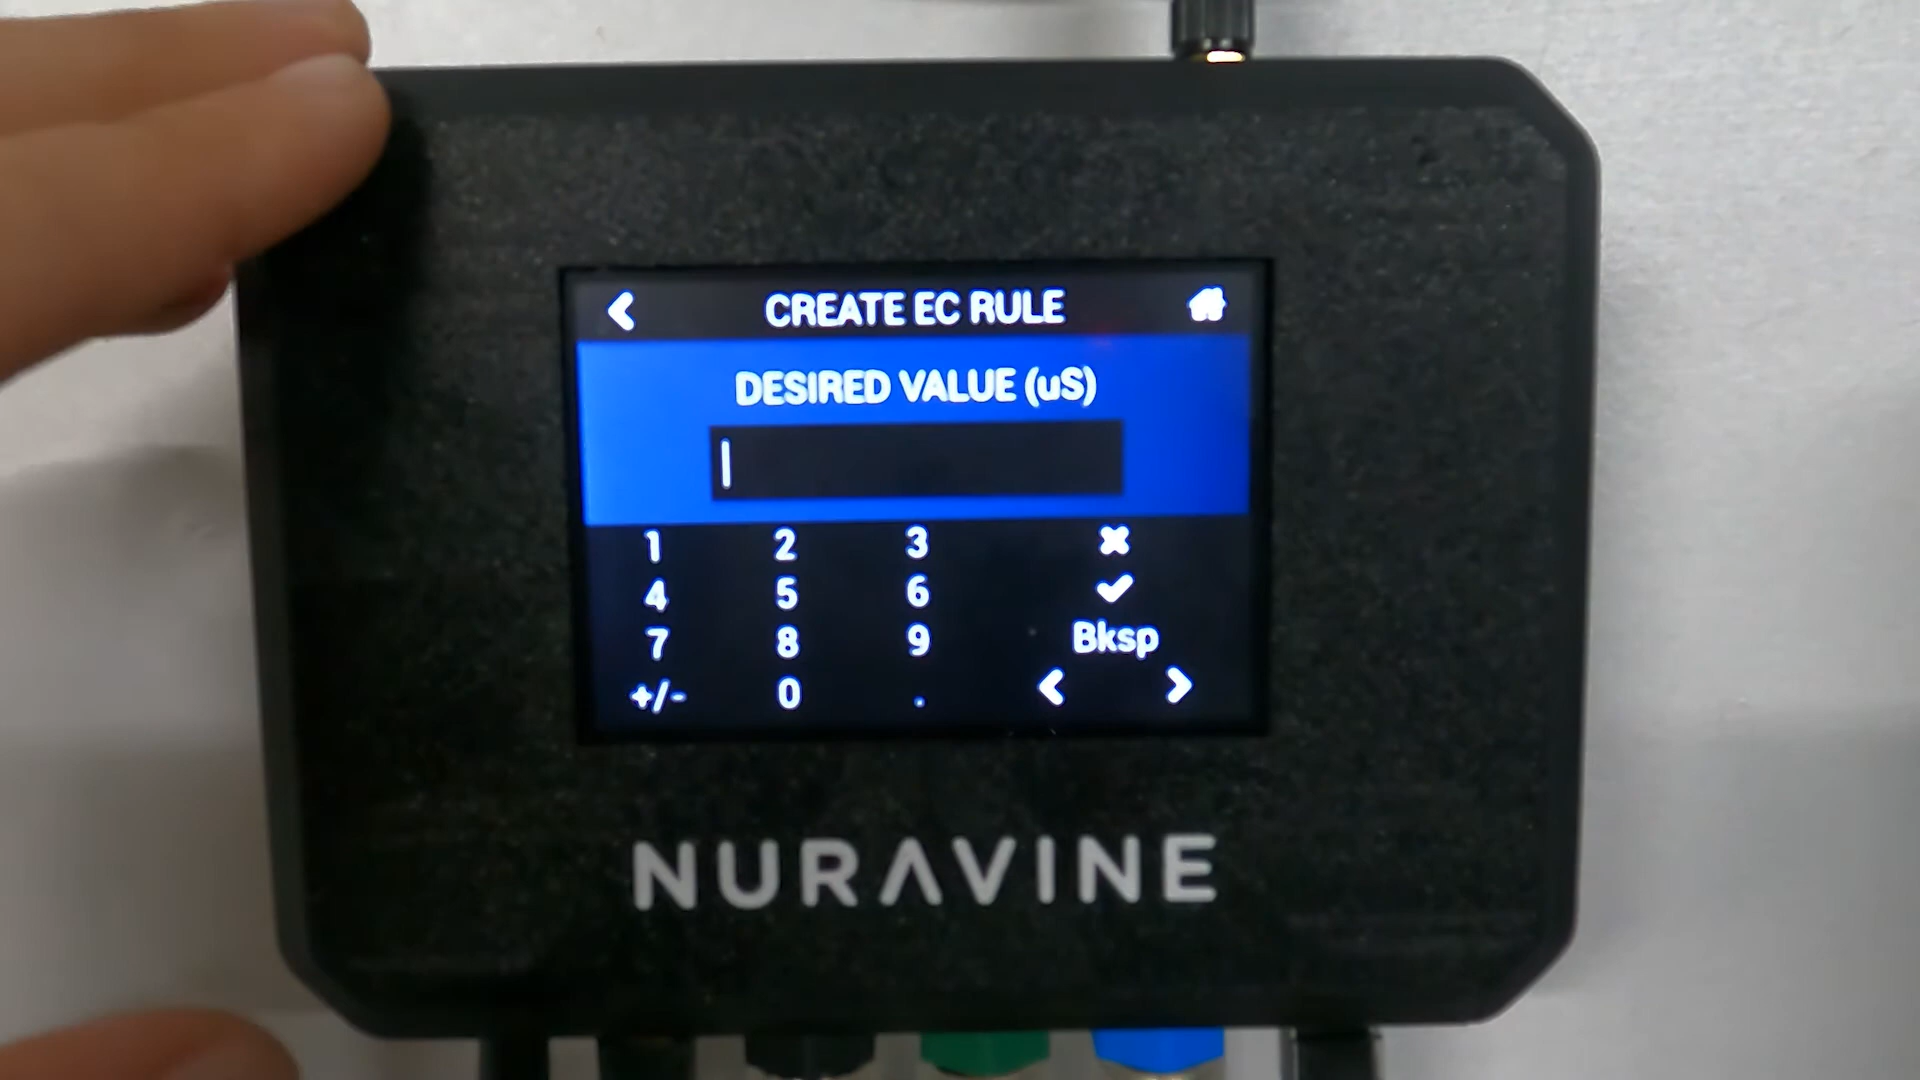 CREATE EC RULE
DESIRED VALUE (uS)
1 2 3
4 5 6
7 8 9 Bksp
+/- 0 .
NURAVINE